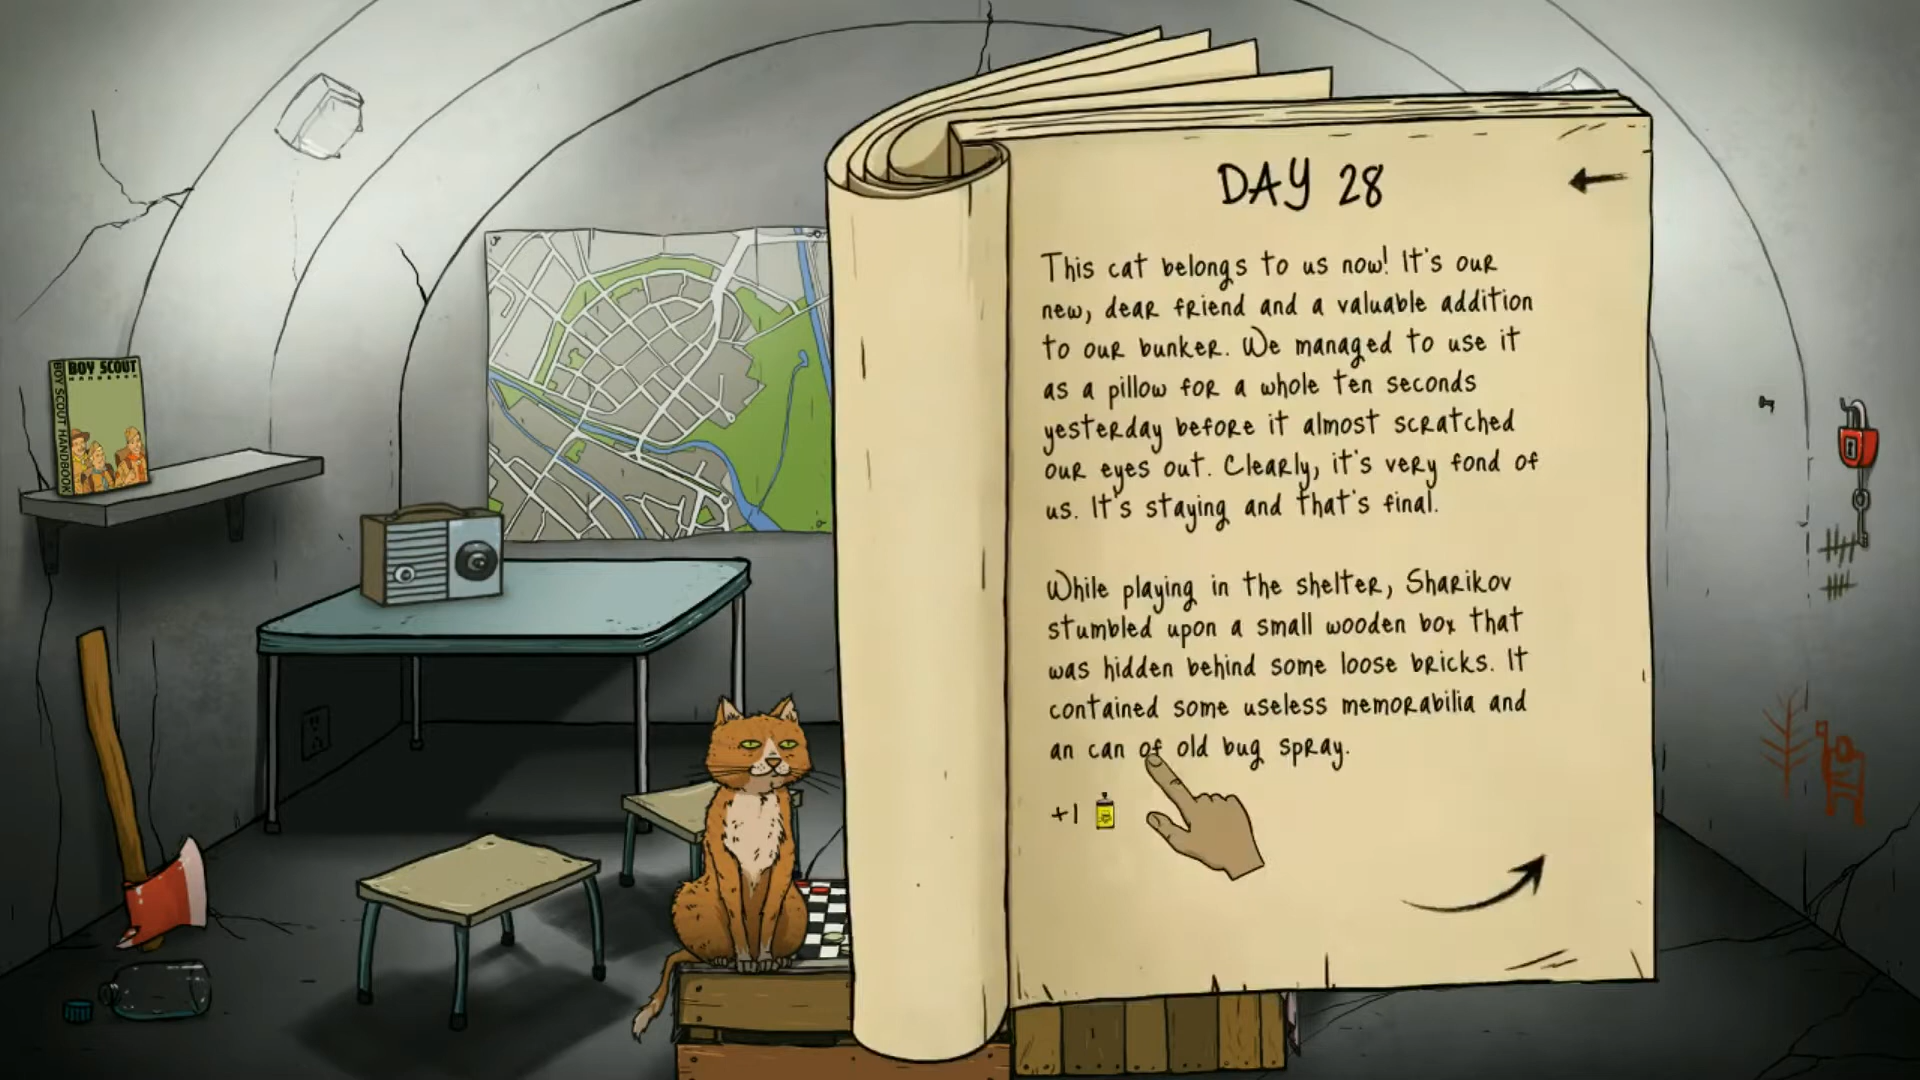 BOY SCOUT
HANDBOOK
BOY SCOUT HANDBOOK
DAY 28
This cat belongs to us now! It's our
new, dear friend and a valuable addition
to our bunker. We managed to use it
as a pillow for a whole ten seconds
yesterday before it almost scratched
our eyes out. Clearly, it's very fond of
us. It's staying and that's final.
While playing in the shelter, Sharikov
stumbled upon a small wooden box that
was hidden behind some loose bricks. It
contained some useless memorabilia and
an can of old bug spray.
+1